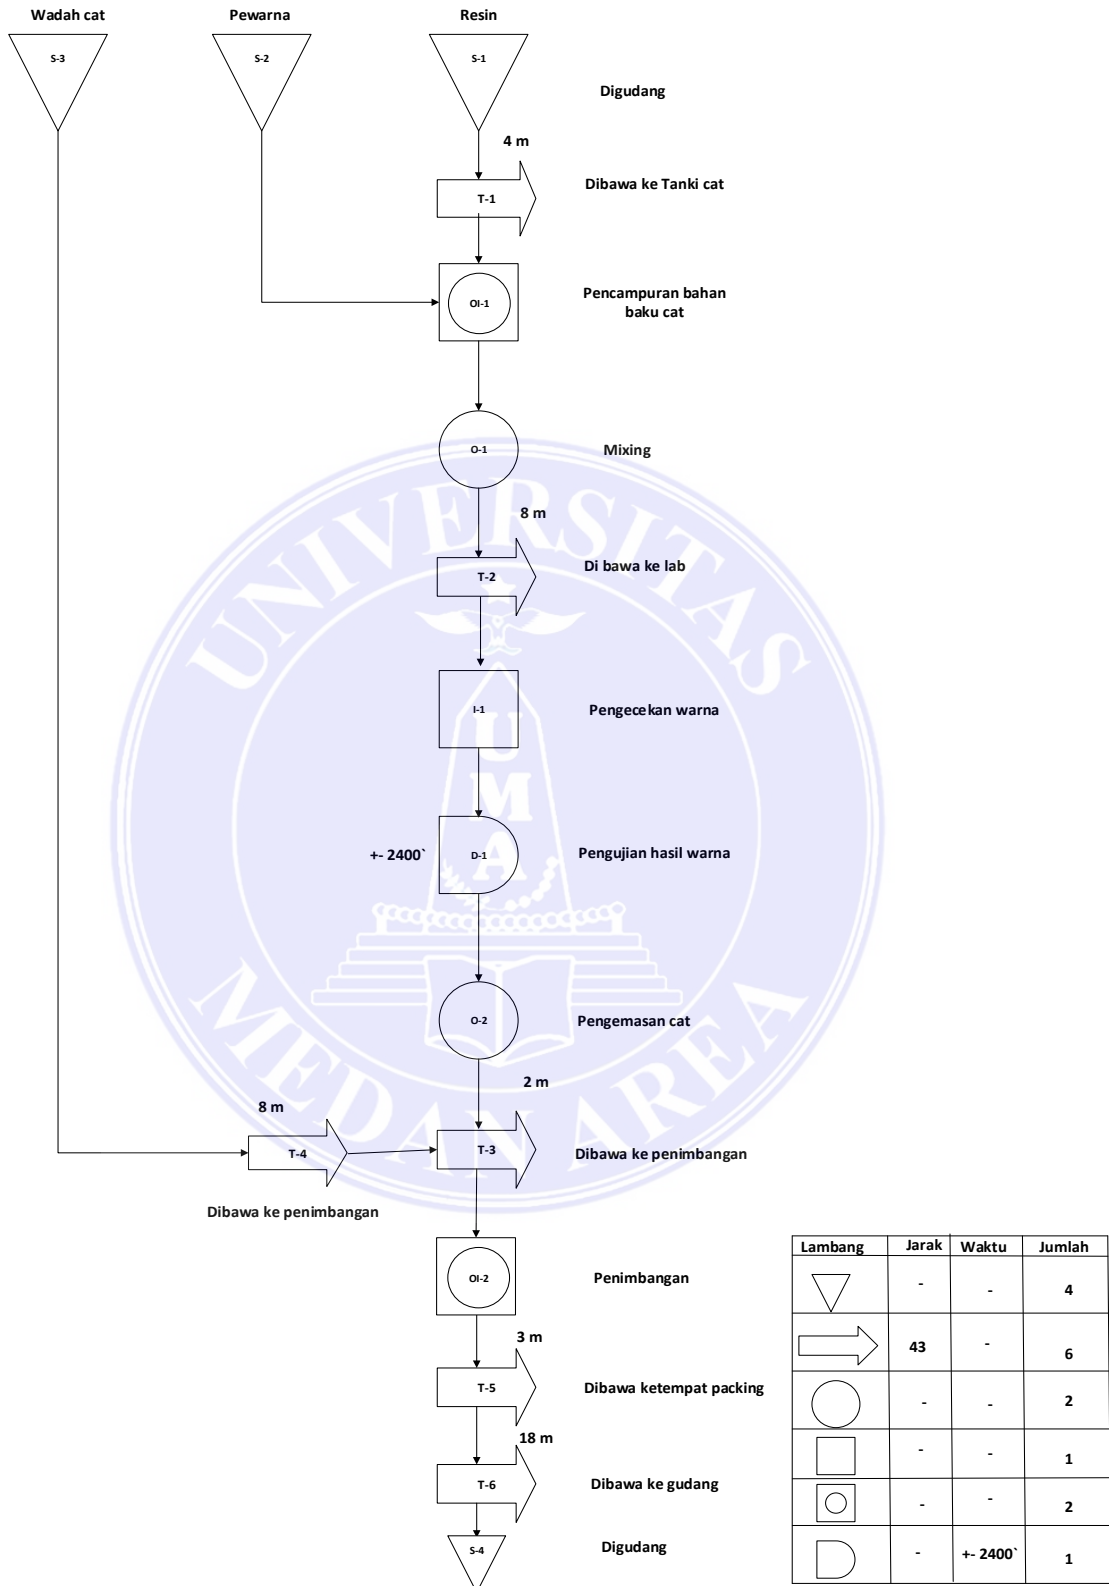 Wadah cat
Pewarna
Resin
S-3
S-2
S-1
Digudang
4 m
T-1
Dibawa ke Tanki cat
OI-1
Pencampuran bahan
baku cat
O-1
Mixing
8 m
T-2
Di bawa ke lab
I-1
Pengecekan warna
+- 2400`
D-1
Pengujian hasil warna
O-2
Pengemasan cat
2 m
8 m
T-4
T-3
Dibawa ke penimbangan
Dibawa ke penimbangan
OI-2
Penimbangan
3 m
T-5
Dibawa ketempat packing
18 m
T-6
Dibawa ke gudang
S-4
Digudang
Lambang Jarak Waktu Jumlah
- - 4
43 - 6
- - 2
- - 1
- - 2
- +- 2400` 1
UNIVERSITAS
MEDAN AREA
U
M
A